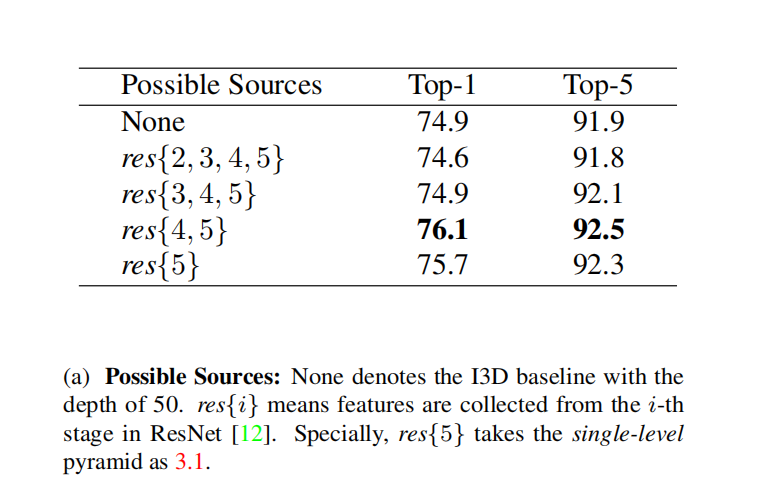 Possible Sources Top-1 Top-5
None 74.9 91.9
res{2, 3, 4, 5} 74.6 91.8
res{3, 4, 5} 74.9 92.1
res{4, 5} 76.1 92.5
res{5} 75.7 92.3
(a) Possible Sources: None denotes the I3D baseline with the
depth of 50. res{i} means features are collected from the i-th
stage in ResNet [12]. Specially, res{5} takes the single-level
pyramid as 3.1.